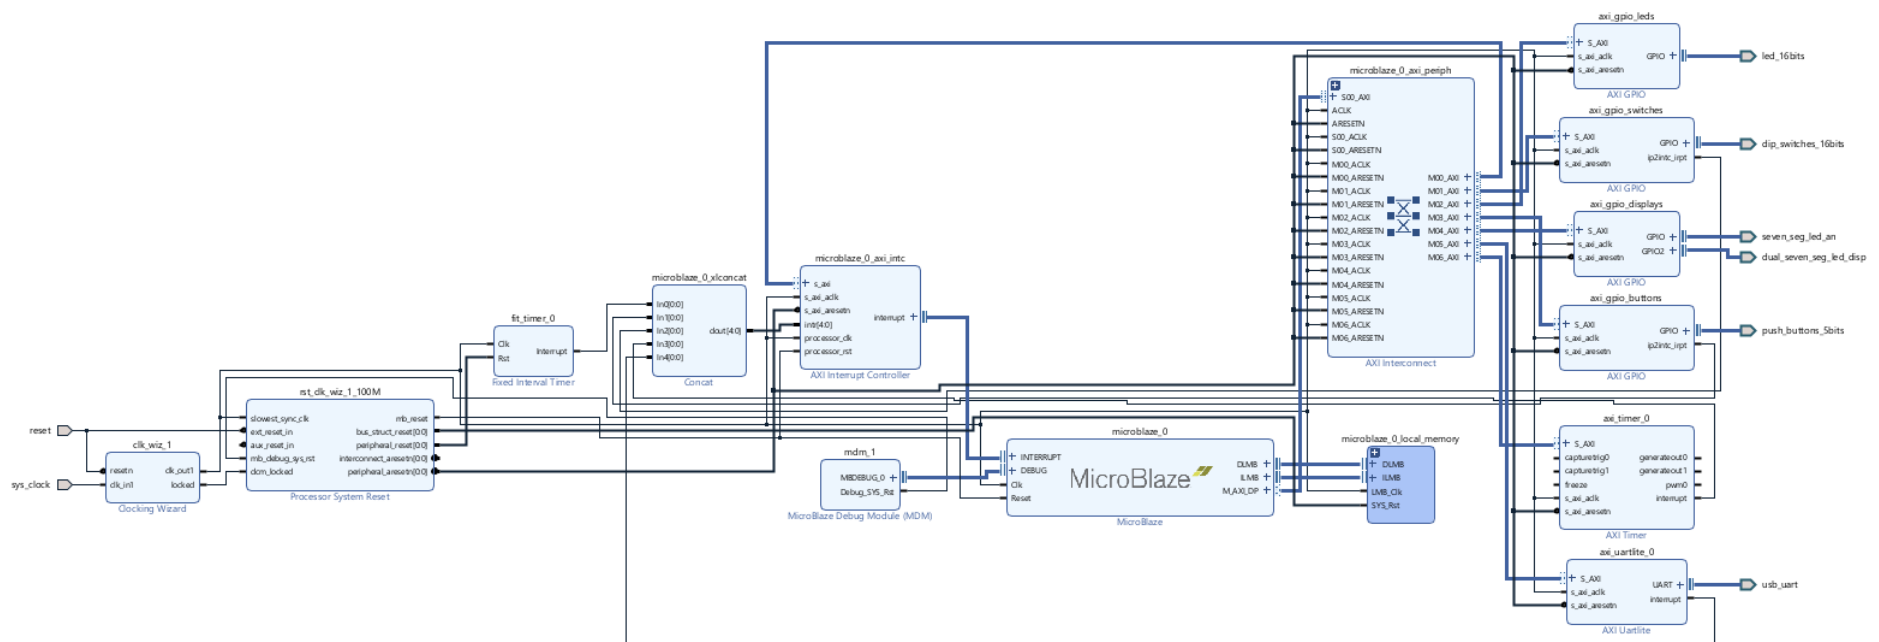 reset
sys_clock
clk_wiz_1
resetn
clk_in1
clk_out1
locked
Clocking Wizard
rst_clk_wiz_1_100M
slowest_sync_clk
ext_reset_in
aux_reset_in
mb_debug_sys_rst
dcm_locked
mb_reset
bus_struct_reset[0:0]
peripheral_reset[0:0]
interconnect_aresetn[0:0]
peripheral_aresetn[0:0]
Processor System Reset
fit_timer_0
Clk
Rst
Interrupt
Fixed Interval Timer
microblaze_0_xlconcat
In0[0:0]
In1[0:0]
In2[0:0]
In3[0:0]
In4[0:0]
dout[4:0]
Concat
microblaze_0_axi_intc
s_axi
s_axi_aclk
s_axi_aresetn
intr[4:0]
processor_clk
processor_rst
interrupt
AXI Interrupt Controller
mdm_1
MBDEBUG_0
Debug_SYS_Rst
MicroBlaze Debug Module (MDM)
microblaze_0
INTERRUPT
DEBUG
Clk
Reset
MicroBlaze
DLMB
ILMB
M_AXI_DP
MicroBlaze
microblaze_0_local_memory
DLMB
ILMB
LMB_Clk
SYS_Rst
microblaze_0_axi_periph
S00_AXI
ACLK
ARESETN
S00_ACLK
S00_ARESETN
M00_ACLK
M00_ARESETN
M01_ACLK
M01_ARESETN
M02_ACLK
M02_ARESETN
M03_ACLK
M03_ARESETN
M04_ACLK
M04_ARESETN
M05_ACLK
M05_ARESETN
M06_ACLK
M06_ARESETN
M00_AXI
M01_AXI
M02_AXI
M03_AXI
M04_AXI
M05_AXI
M06_AXI
AXI Interconnect
axi_gpio_leds
S_AXI
s_axi_aclk
s_axi_aresetn
GPIO
AXI GPIO
led_16bits
axi_gpio_switches
S_AXI
s_axi_aclk
s_axi_aresetn
GPIO
ip2intc_irpt
AXI GPIO
dip_switches_16bits
axi_gpio_displays
S_AXI
s_axi_aclk
s_axi_aresetn
GPIO
GPIO2
AXI GPIO
seven_seg_led_an
dual_seven_seg_led_disp
axi_gpio_buttons
S_AXI
s_axi_aclk
s_axi_aresetn
GPIO
ip2intc_irpt
AXI GPIO
push_buttons_5bits
axi_timer_0
S_AXI
capturetrig0
capturetrig1
freeze
s_axi_aclk
s_axi_aresetn
generateout0
generateout1
pwm0
interrupt
AXI Timer
axi_uartlite_0
S_AXI
s_axi_aclk
s_axi_aresetn
UART
interrupt
AXI Uartlite
usb_uart